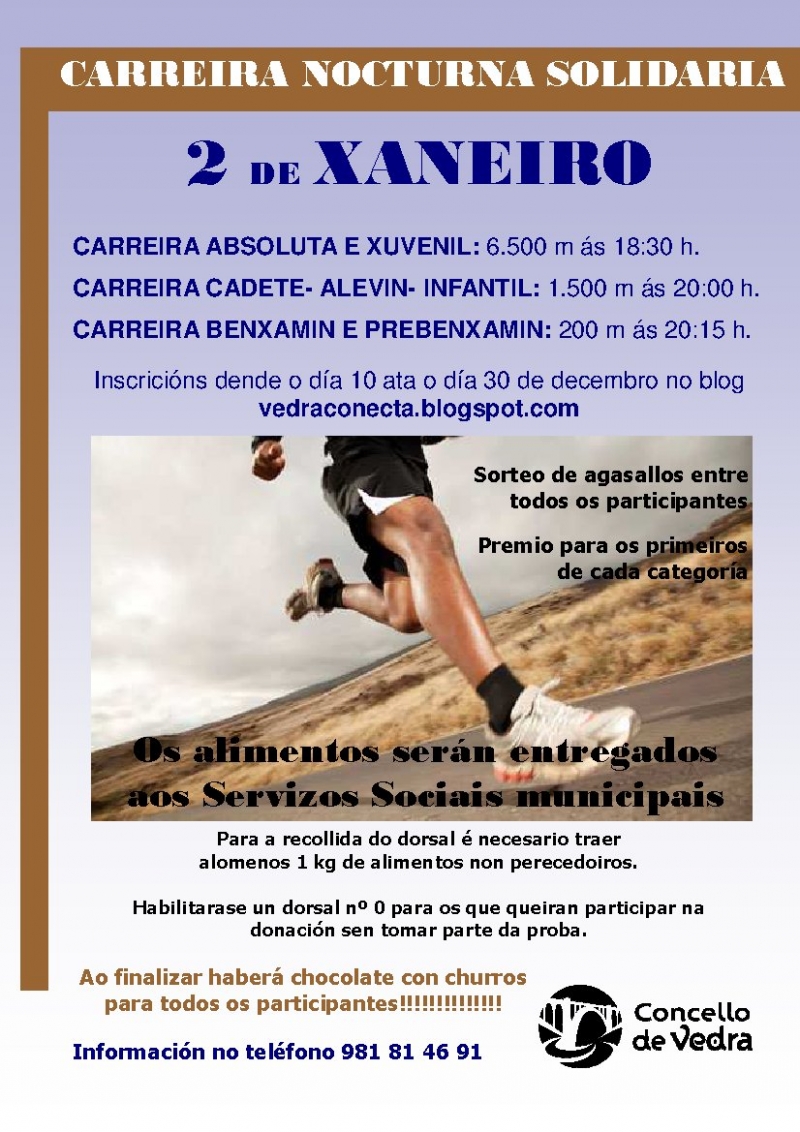 CARREIRA NOCTURNA SOLIDARIA
2 DE XANEIRO
CARREIRA ABSOLUTA E XUVENIL: 6.500 m ás 18:30 h.
CARREIRA CADETE- ALEVIN- INFANTIL: 1.500 m ás 20:00 h.
CARREIRA BENXAMIN E PREBENXAMIN: 200 m ás 20:15 h.
Inscricións dende o día 10 ata o día 30 de decembro no blog
vedraconecta.blogspot.com
Sorteo de agasallos entre
todos os participantes
Premio para os primeiros
de cada categoría
Os alimentos serán entregados
aos Servizos Sociais municipais
Para a recollida do dorsal é necesario traer
alomenos 1 kg de alimentos non perecedoiros.
Habilitarase un dorsal nº 0 para os que queiran participar na
donación sen tomar parte da proba.
Ao finalizar haberá chocolate con churros
para todos os participantes!!!!!!!!!!!!!!
Información no teléfono 981 81 46 91
Concello
de Vedra